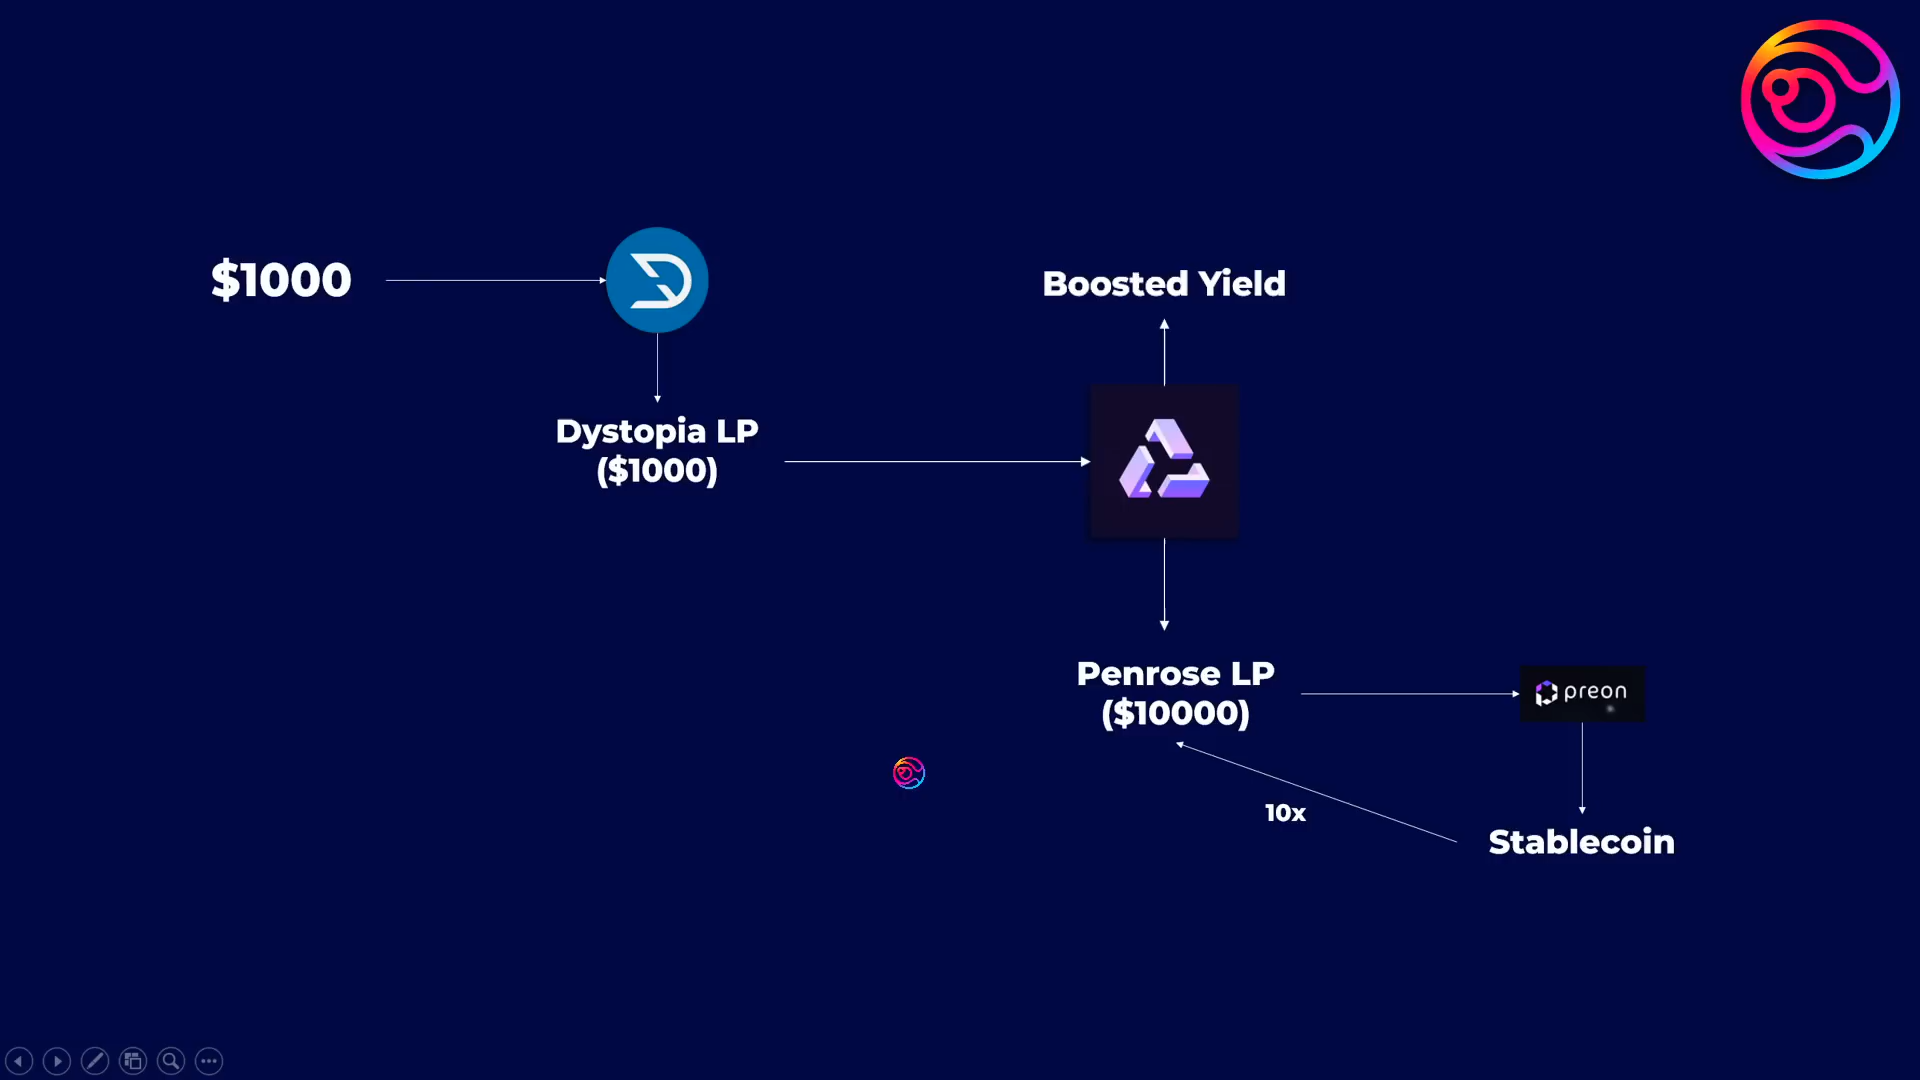 $1000
Boosted Yield
Dystopia LP
($1000)
Penrose LP
($10000)
preon
10x
Stablecoin